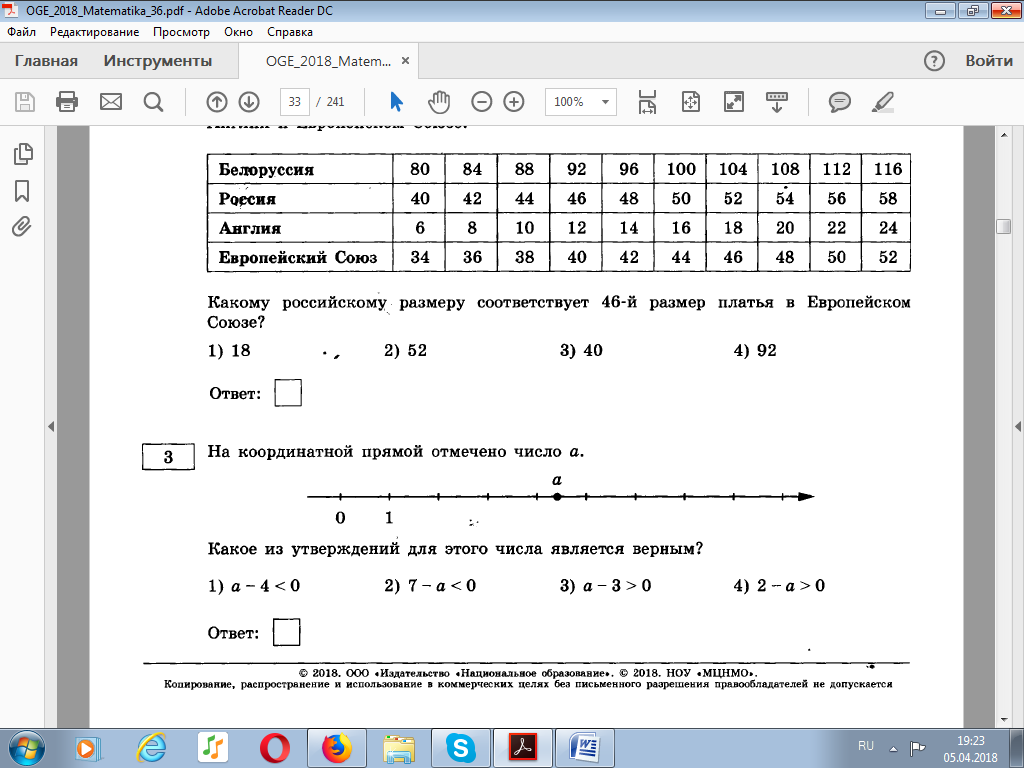 OGE_2018_Matematika_36.pdf - Adobe Acrobat Reader DC
Файл Редактирование Просмотр Окно Справка
Главная Инструменты OGE_2018_Matem... × ? Войти
33 / 241 100%
Англии и Европейском Союзе.
Белоруссия 80 84 88 92 96 100 104 108 112 116
Россия 40 42 44 46 48 50 52 54 56 58
Англия 6 8 10 12 14 16 18 20 22 24
Европейский Союз 34 36 38 40 42 44 46 48 50 52
Какому российскому размеру соответствует 46-й размер платья в Европейском
Союзе?
1) 18 2) 52 3) 40 4) 92
Ответ:
3 На координатной прямой отмечено число a.
a
0 1
Какое из утверждений для этого числа является верным?
1) a – 4 < 0 2) 7 – a < 0 3) a – 3 > 0 4) 2 – a > 0
Ответ:
© 2018. ООО «Издательство «Национальное образование». © 2018. НОУ «МЦНМО».
Копирование, распространение и использование в коммерческих целях без письменного разрешения правообладателей не допускается
RU 19:23
05.04.2018